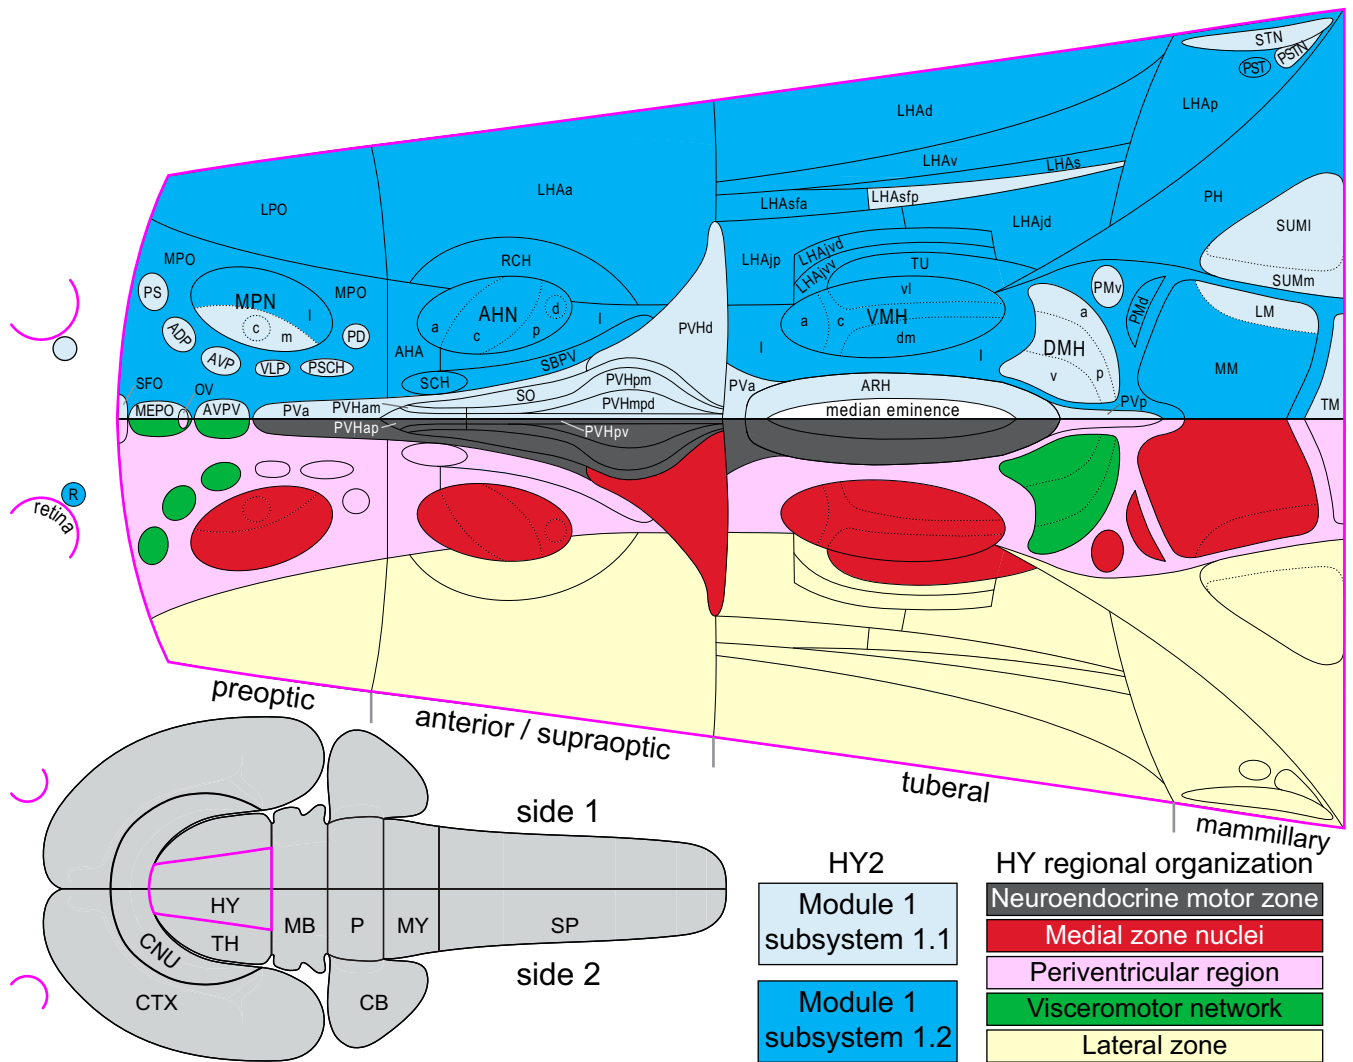 STN
PSTN
PST
LHAp
LHAd
LHAv
LHAs
LHAa
LHAsfa
LHAsfp
LPO
PH
SUMl
SUMm
LHAjp
LHAjvd
LHAjvv
LHAjd
TU
RCH
MPO
MPN
MPO
l
c
m
PS
ADP
AVP
VLP
PSCH
PD
AHN
a
c
p
d
l
AHA
SCH
SBPV
PVHd
VMH
vl
a
c
dm
l
l
PMv
PMd
DMH
a
v
p
LM
MM
TM
SFO
OV
MEPO
AVPV
PVa
PVHam
SO
PVHpm
PVHmpd
PVa
ARH
median eminence
PVp
PVHap
PVHpv
R
retina
preoptic
anterior / supraoptic
tuberal
mammillary
side 1
side 2
HY
TH
CNU
CTX
MB
P
MY
CB
SP
HY2
Module 1
subsystem 1.1
Module 1
subsystem 1.2
HY regional organization
Neuroendocrine motor zone
Medial zone nuclei
Periventricular region
Visceromotor network
Lateral zone